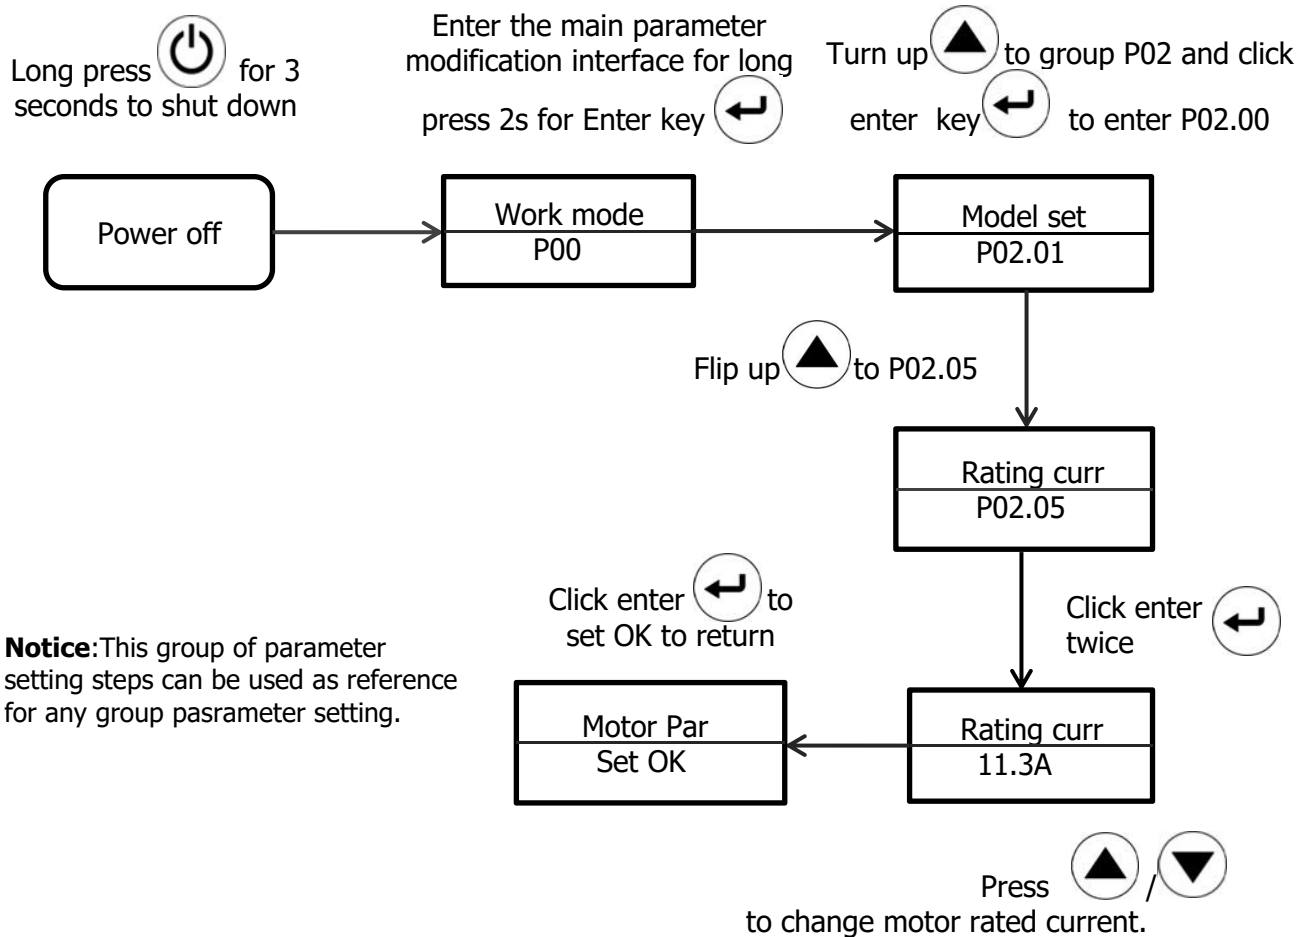 Long press for 3
seconds to shut down
Enter the main parameter
modification interface for long
press 2s for Enter key
Turn up to group P02 and click
enter key to enter P02.00
Power off
Work mode
P00
Model set
P02.01
Flip up to P02.05
Rating curr
P02.05
Click enter to
set OK to return
Click enter
twice
Notice:This group of parameter
setting steps can be used as reference
for any group pasrameter setting.
Motor Par
Set OK
Rating curr
11.3A
Press /
to change motor rated current.